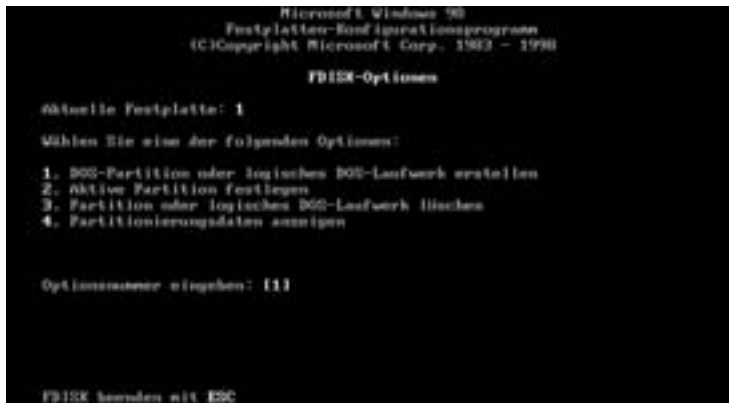 Microsoft Windows 98
Festplatten-Konfigurationsprogramm
(C)Copyright Microsoft Corp. 1983 - 1998
FDISK-Optionen
Aktuelle Festplatte: 1
Wählen Sie eine der folgenden Optionen:
1. DOS-Partition oder logisches DOS-Laufwerk erstellen
2. Aktive Partition festlegen
3. Partition oder logisches DOS-Laufwerk löschen
4. Partitionierungsdaten anzeigen
Optionsnummer eingeben: [1]
FDISK beenden mit ESC